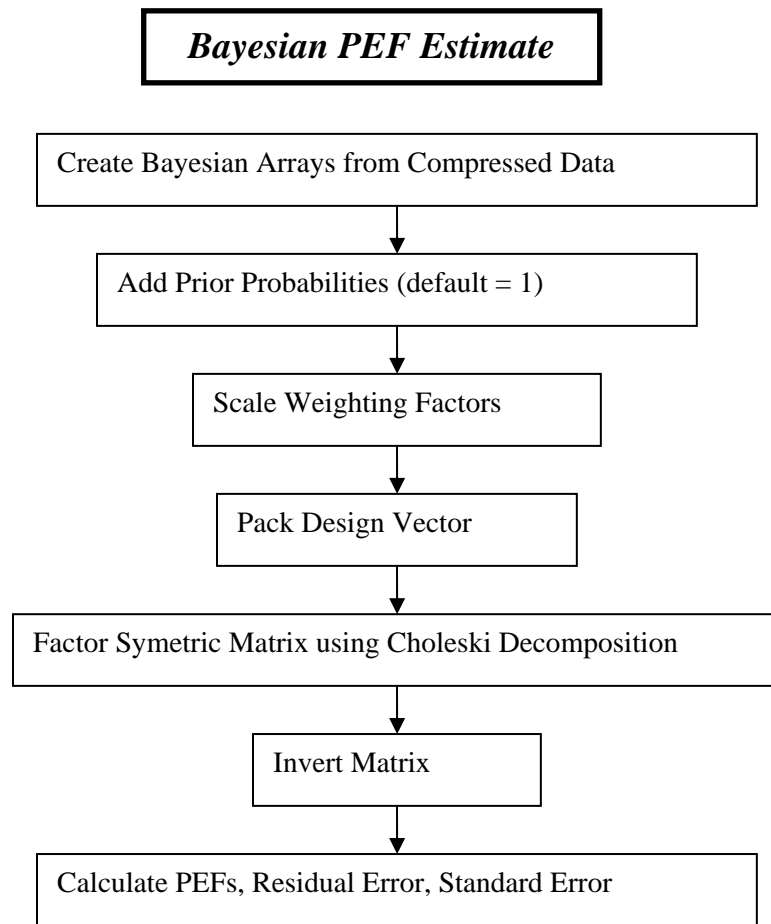 Bayesian PEF Estimate
Create Bayesian Arrays from Compressed Data
Add Prior Probabilities (default = 1)
Scale Weighting Factors
Pack Design Vector
Factor Symetric Matrix using Choleski Decomposition
Invert Matrix
Calculate PEFs, Residual Error, Standard Error